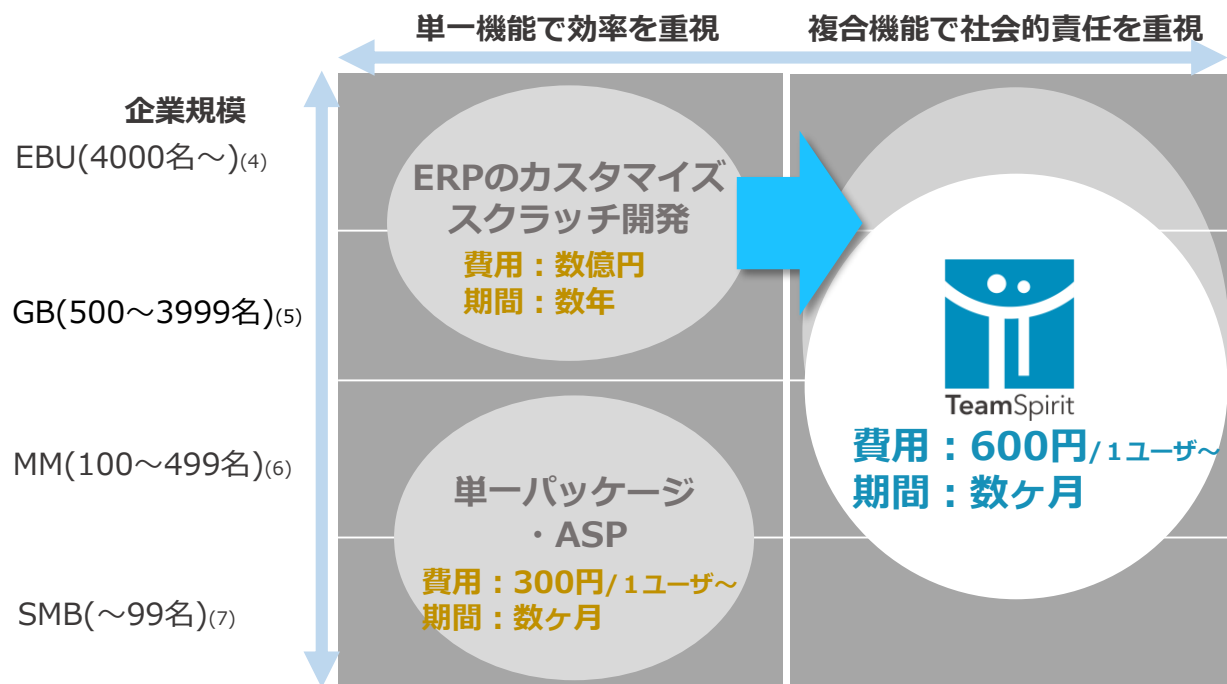 単一機能で効率を重視
複合機能で社会的責任を重視
企業規模
EBU(4000名～)(4)
ERPのカスタマイズ
スクラッチ開発
費用：数億円
期間：数年
GB(500～3999名)(5)
TeamSpirit
費用：600円/１ユーザ～
期間：数ヶ月
MM(100～499名)(6)
単一パッケージ
・ASP
費用：300円/１ユーザ～
期間：数ヶ月
SMB(～99名)(7)